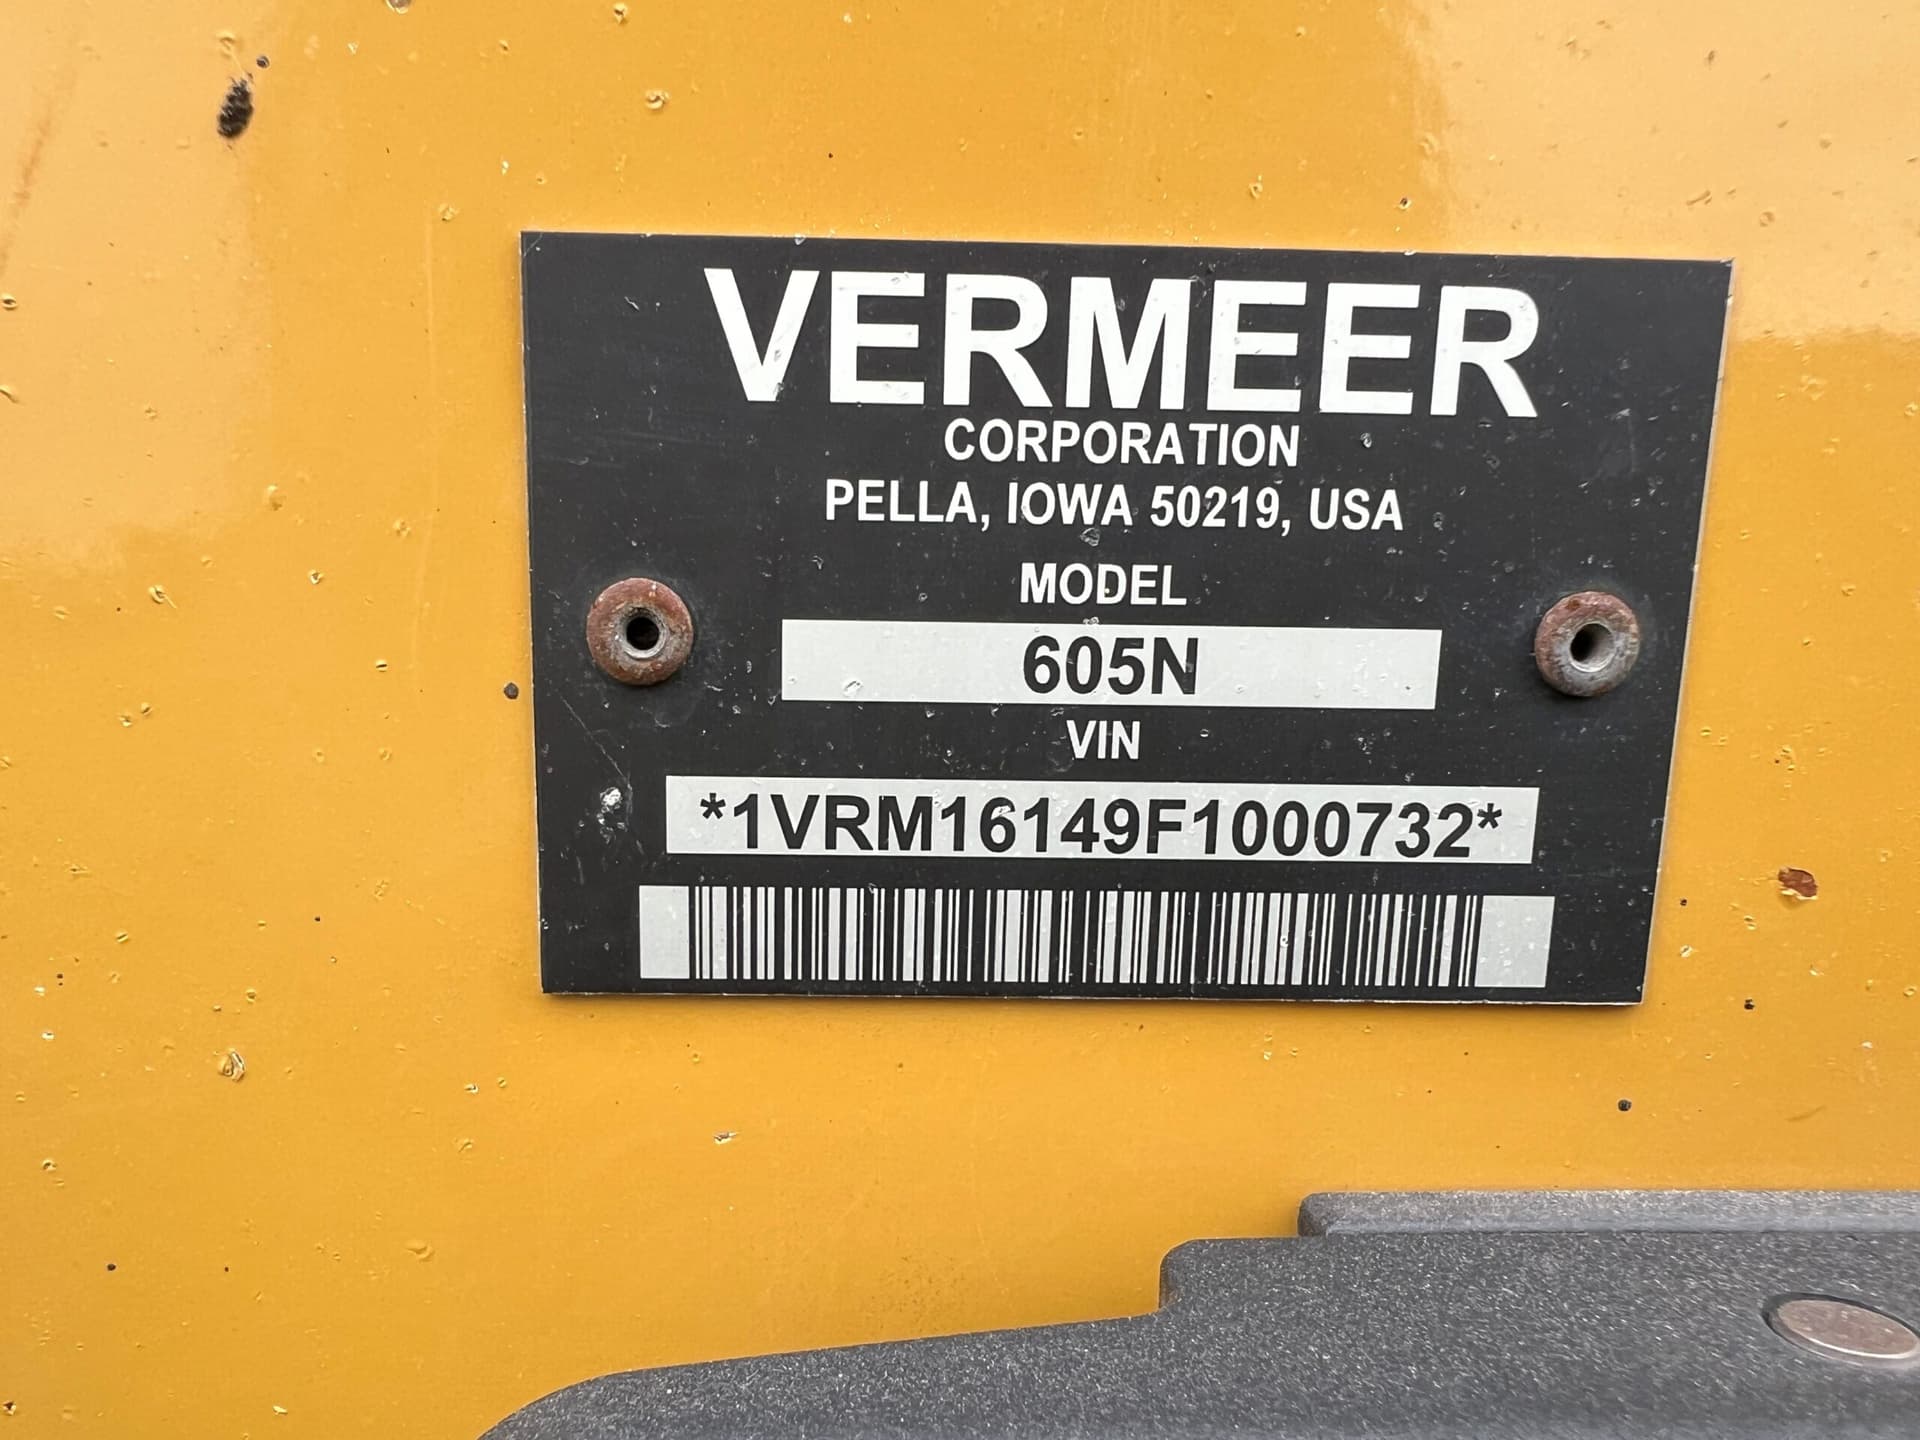 VERMEER
CORPORATION
PELLA, IOWA 50219, USA
MODEL
605N
VIN
*1VRM16149F1000732*